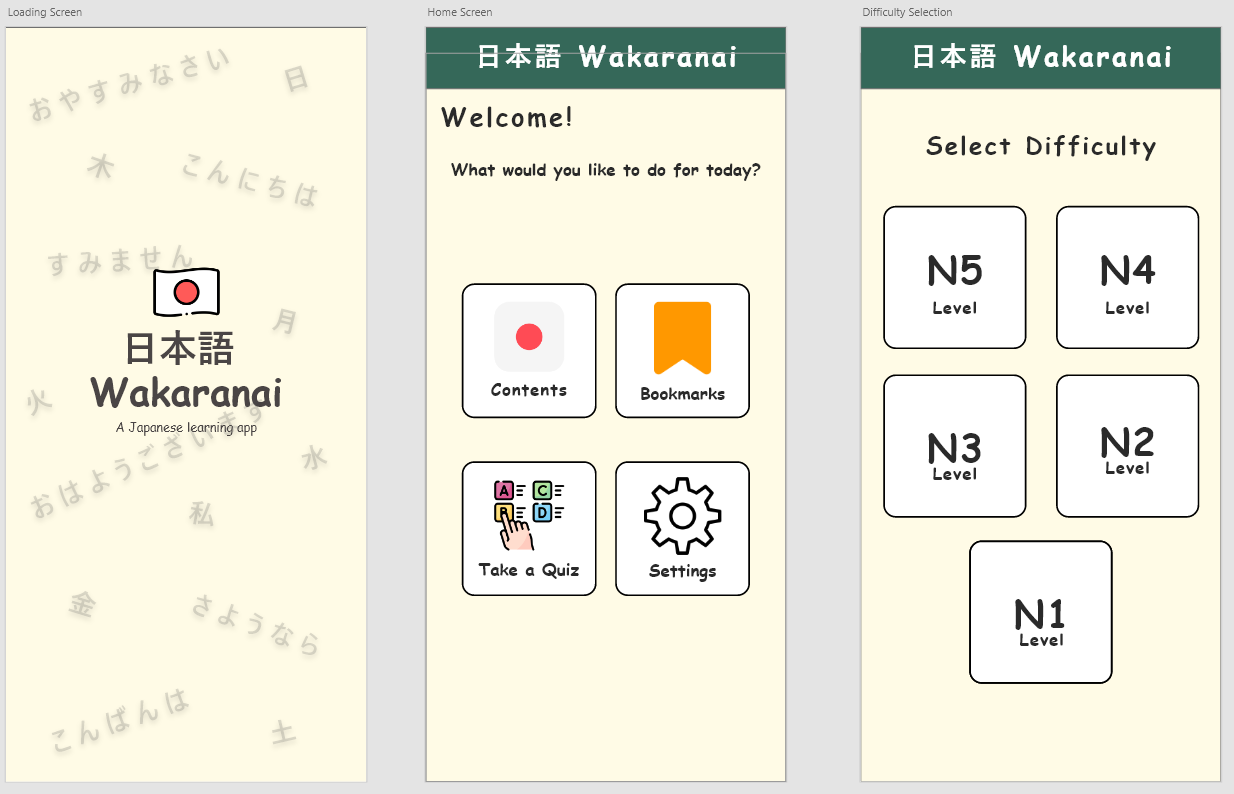 Loading Screen
おやすみなさい
日
木
こんにちは
すみません
月
日本語
Wakaranai
火
A Japanese learning app
おはようございます
水
私
金
さようなら
こんばんは
土
Home Screen
日本語 Wakaranai
Welcome!
What would you like to do for today?
Contents
Bookmarks
A
C
B
D
Take a Quiz
Settings
Difficulty Selection
日本語 Wakaranai
Select Difficulty
N5
Level
N4
Level
N3
Level
N2
Level
N1
Level